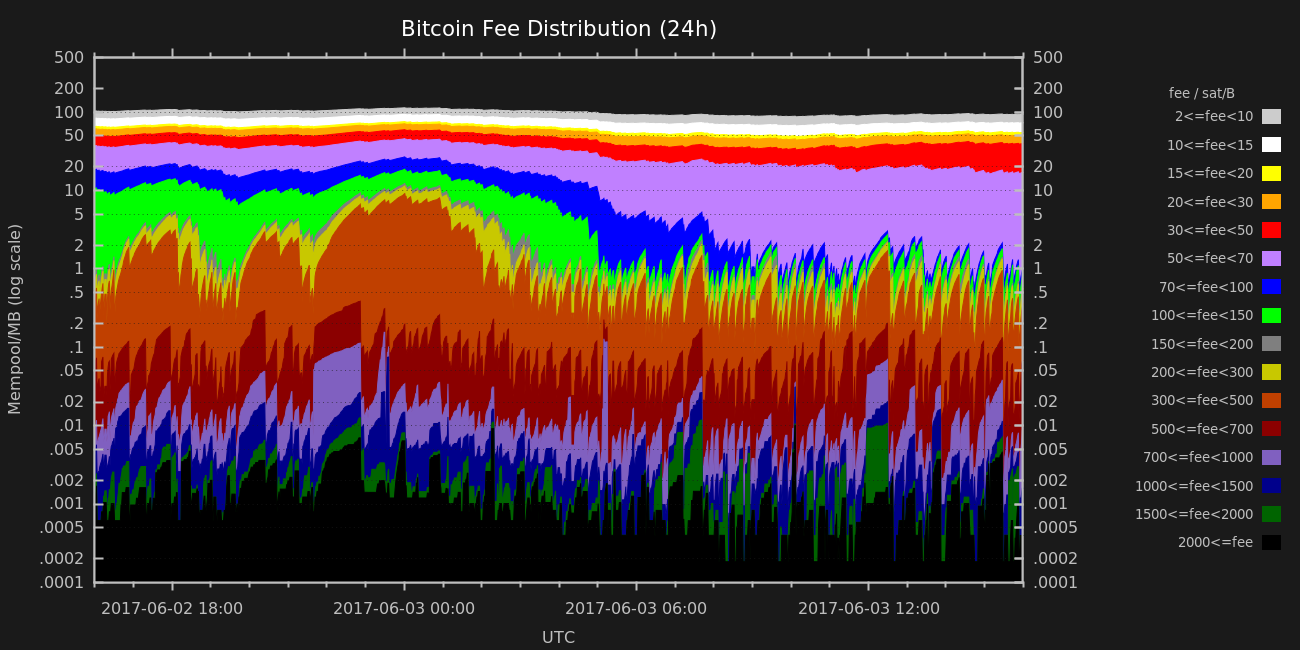 Bitcoin Fee Distribution (24h)
500
200
100
50
20
10
5
2
1
.5
.2
.1
.05
.02
.01
.005
.002
.001
.0005
.0002
.0001
Mempool/MB (log scale)
500
200
100
50
20
10
5
2
1
.5
.2
.1
.05
.02
.01
.005
.002
.001
.0005
.0002
.0001
2017-06-02 18:00
2017-06-03 00:00
2017-06-03 06:00
2017-06-03 12:00
UTC
fee / sat/B
2<=fee<10
10<=fee<15
15<=fee<20
20<=fee<30
30<=fee<50
50<=fee<70
70<=fee<100
100<=fee<150
150<=fee<200
200<=fee<300
300<=fee<500
500<=fee<700
700<=fee<1000
1000<=fee<1500
1500<=fee<2000
2000<=fee